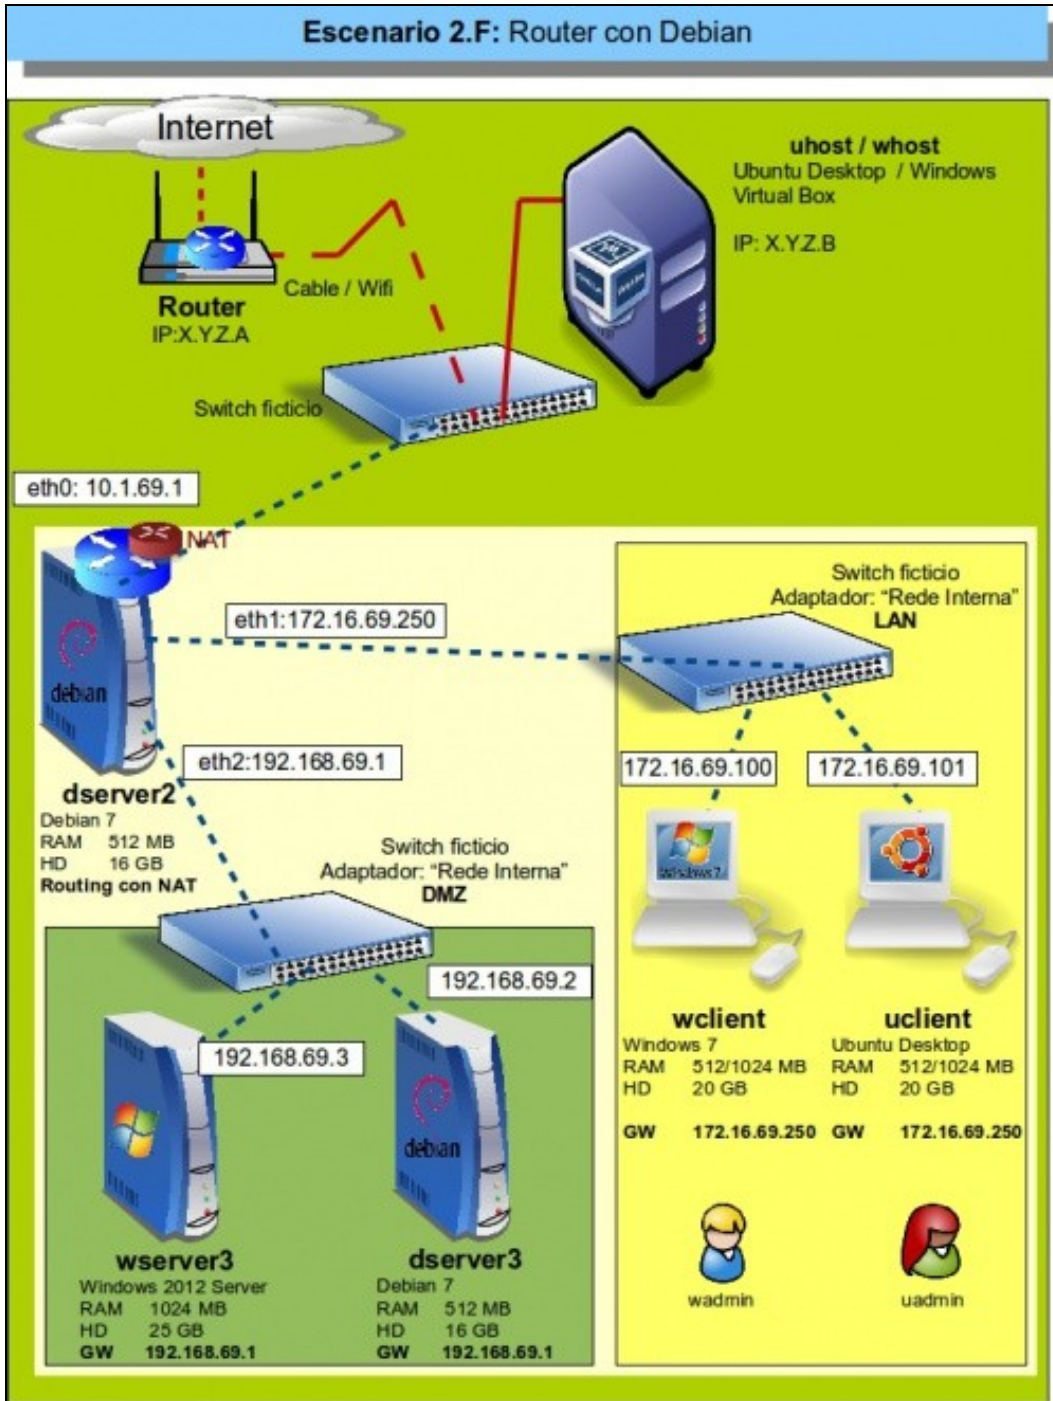 Escenario 2.F: Router con Debian
Internet
uhost / whost
Ubuntu Desktop / Windows
Virtual Box
IP: X.Y.Z.B
Cable / Wifi
Router
IP:X.Y.Z.A
Switch ficticio
eth0: 10.1.69.1
NAT
eth1:172.16.69.250
Switch ficticio
Adaptador: “Rede Interna”
LAN
debian
eth2:192.168.69.1
172.16.69.100
172.16.69.101
dserver2
Debian 7
RAM 512 MB
HD 16 GB
Routing con NAT
Windows7
Switch ficticio
Adaptador: “Rede Interna”
DMZ
192.168.69.2
192.168.69.3
debian
wclient
Windows 7
RAM 512/1024 MB
HD 20 GB
GW 172.16.69.250
uclient
Ubuntu Desktop
RAM 512/1024 MB
HD 20 GB
GW 172.16.69.250
wserver3
Windows 2012 Server
RAM 1024 MB
HD 25 GB
GW 192.168.69.1
dserver3
Debian 7
RAM 512 MB
HD 16 GB
GW 192.168.69.1
wadmin
uadmin